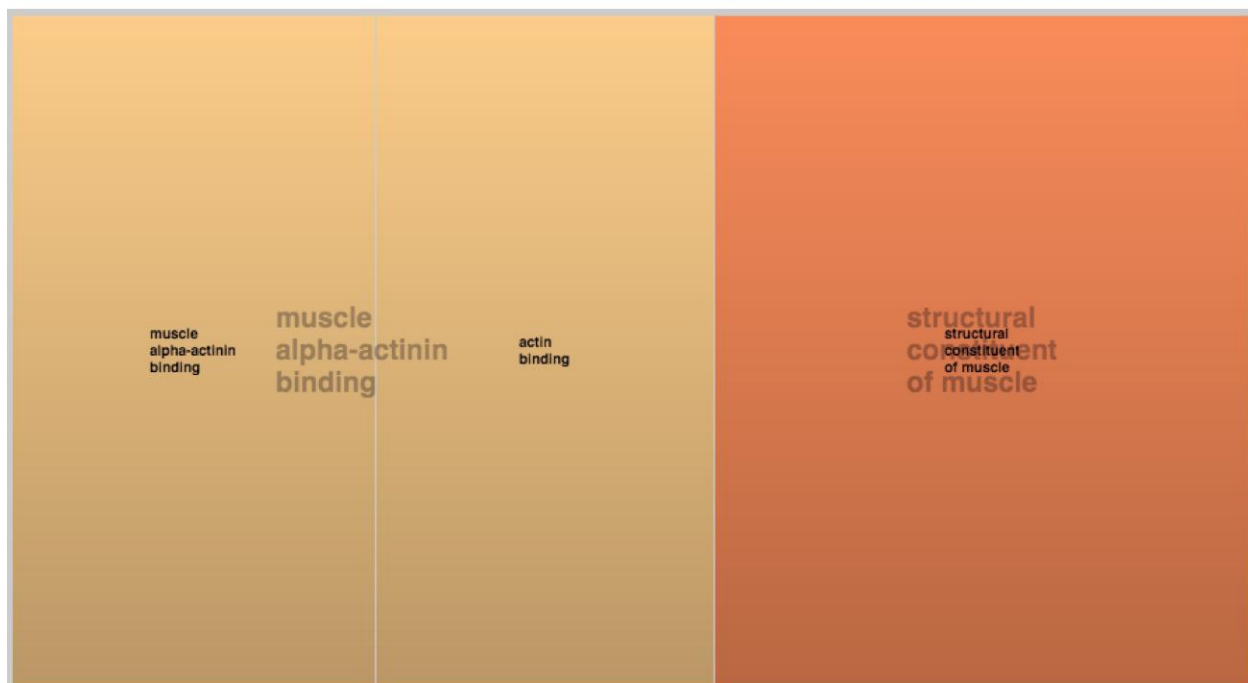 muscle
alpha-actinin
binding
muscle
alpha-actinin
binding
actin
binding
structural
constituent
of muscle
structural
constituent
of muscle